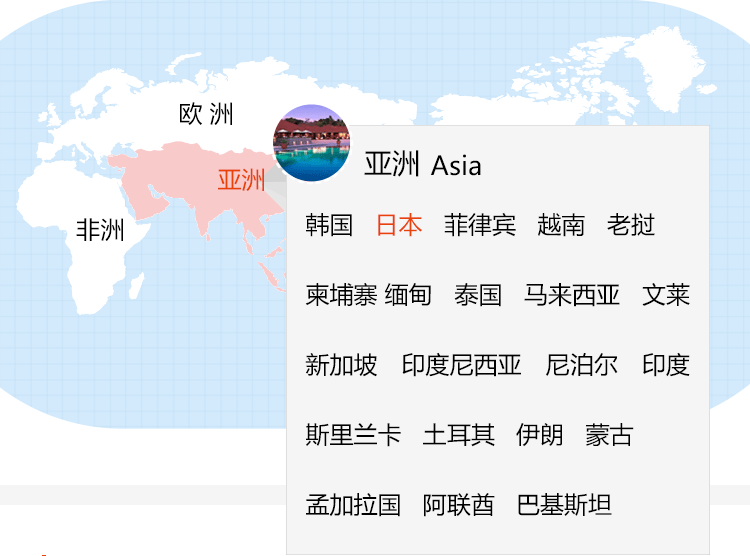 欧 洲
亚洲
非洲
亚洲 Asia
韩国 日本 菲律宾 越南 老挝
柬埔寨 缅甸 泰国 马来西亚 文莱
新加坡 印度尼西亚 尼泊尔 印度
斯里兰卡 土耳其 伊朗 蒙古
孟加拉国 阿联酋 巴基斯坦